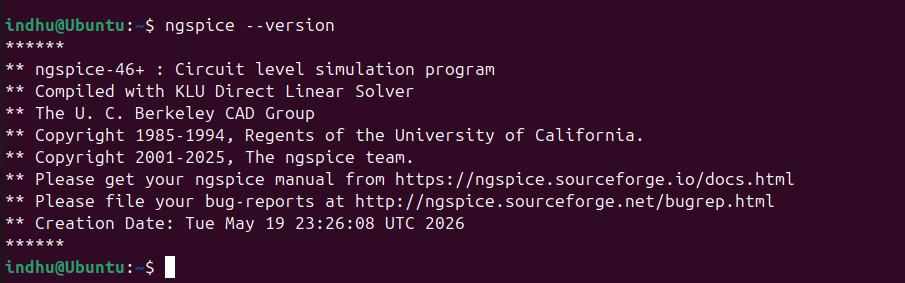 indhu@Ubuntu:~$ ngspice --version
******
** ngspice-46+ : Circuit level simulation program
** Compiled with KLU Direct Linear Solver
** The U. C. Berkeley CAD Group
** Copyright 1985-1994, Regents of the University of California.
** Copyright 2001-2025, The ngspice team.
** Please get your ngspice manual from https://ngspice.sourceforge.io/docs.html
** Please file your bug-reports at http://ngspice.sourceforge.net/bugrep.html
** Creation Date: Tue May 19 23:26:08 UTC 2026
******
indhu@Ubuntu:~$